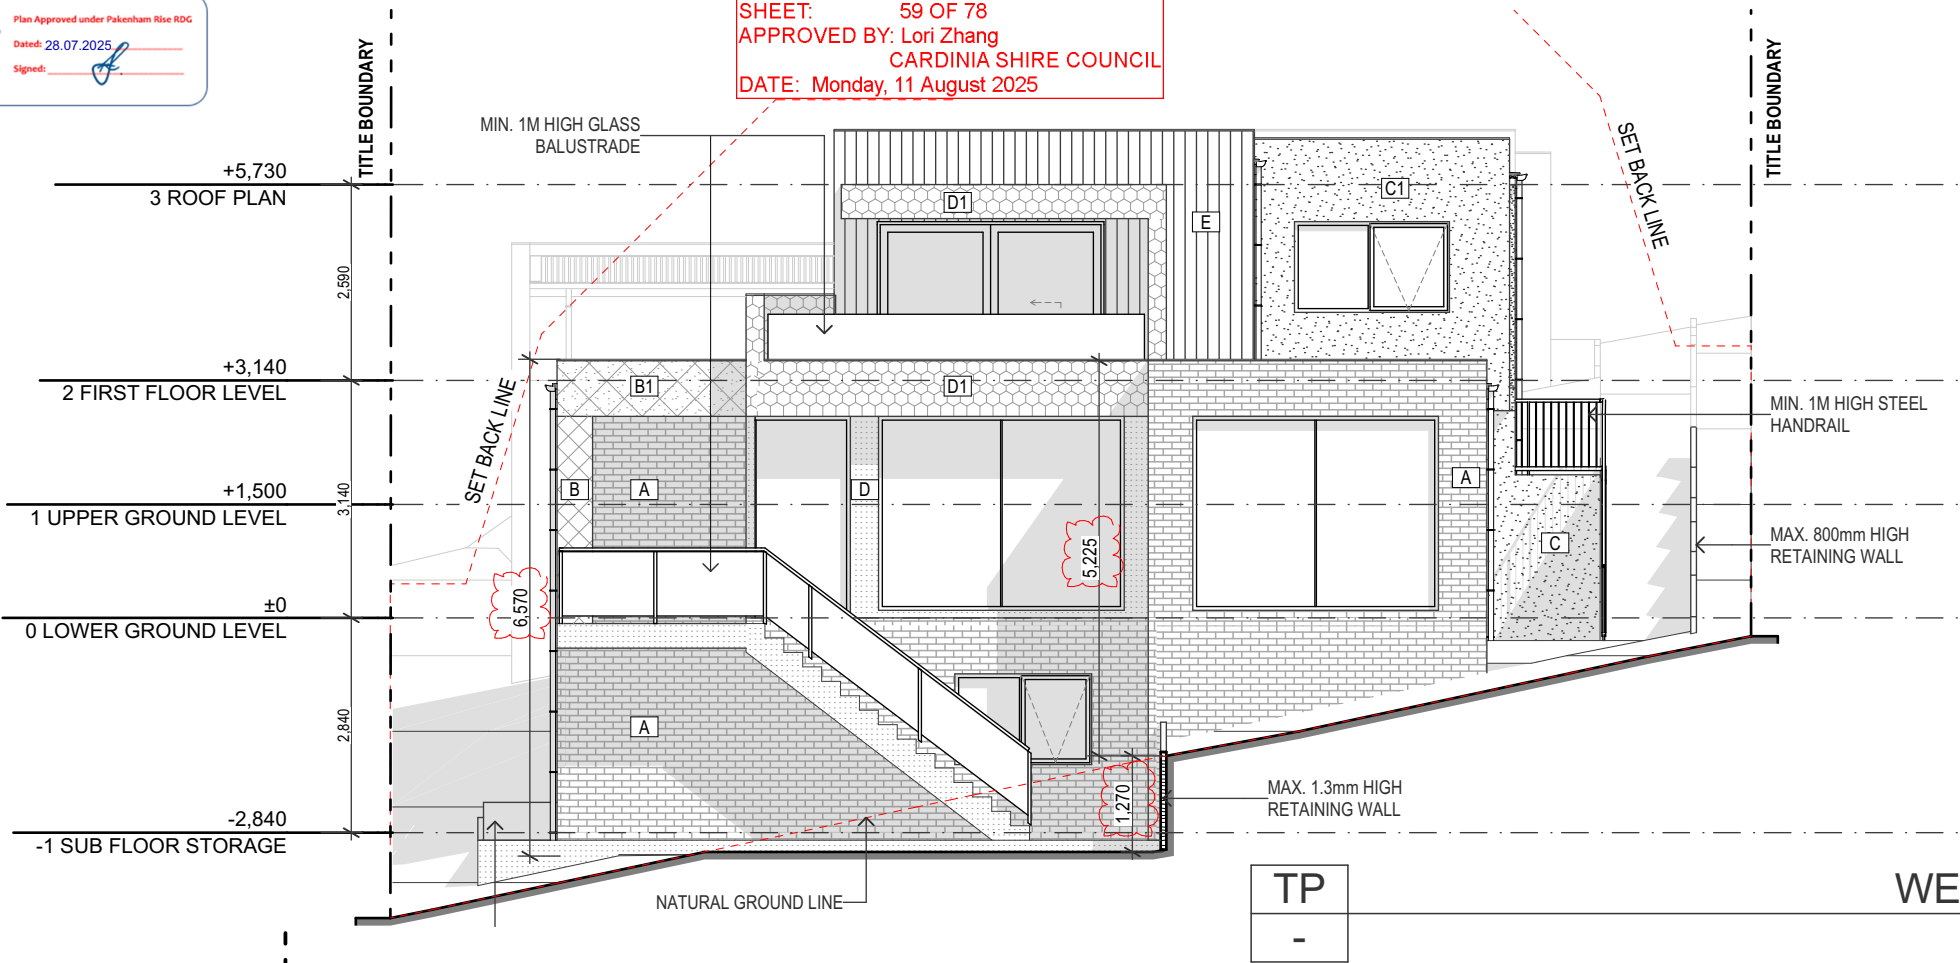 Plan Approved under Pakenham Rise RDG
Dated: 28.07.2025
Signed:
SHEET: 59 OF 78
APPROVED BY: Lori Zhang
CARDINIA SHIRE COUNCIL
DATE: Monday, 11 August 2025
TITLE BOUNDARY
TITLE BOUNDARY
MIN. 1M HIGH GLASS
BALUSTRADE
SET BACK LINE
+5,730
3 ROOF PLAN
C1
D1
E
2,590
+3,140
2 FIRST FLOOR LEVEL
B1
D1
MIN. 1M HIGH STEEL
HANDRAIL
SET BACK LINE
+1,500
1 UPPER GROUND LEVEL
3,140
B
A
D
A
C
5,225
MAX. 800mm HIGH
RETAINING WALL
6,570
±0
0 LOWER GROUND LEVEL
2,840
A
1,270
MAX. 1.3mm HIGH
RETAINING WALL
-2,840
-1 SUB FLOOR STORAGE
NATURAL GROUND LINE
TP
-
WE